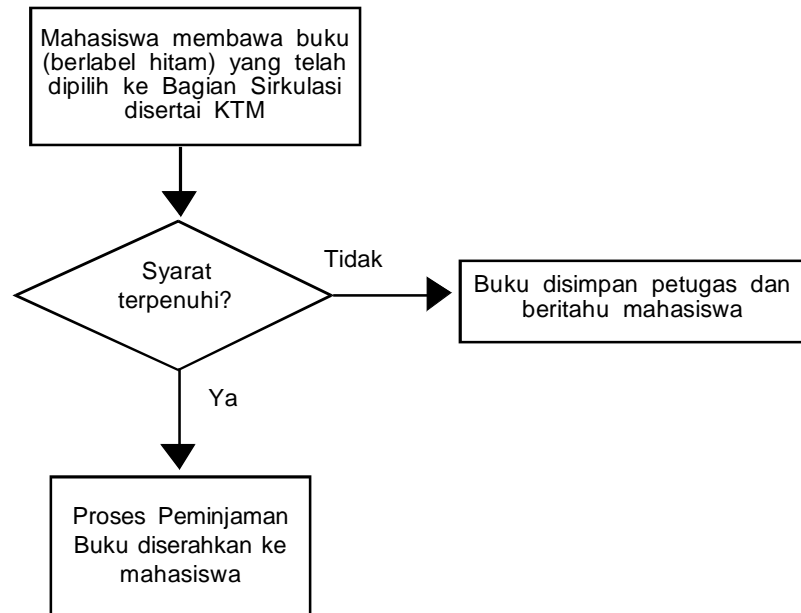 Mahasiswa membawa buku
(berlabel hitam) yang telah
dipilih ke Bagian Sirkulasi
disertai KTM
Syarat
terpenuhi?
Tidak
Buku disimpan petugas dan
beritahu mahasiswa
Ya
Proses Peminjaman
Buku diserahkan ke
mahasiswa